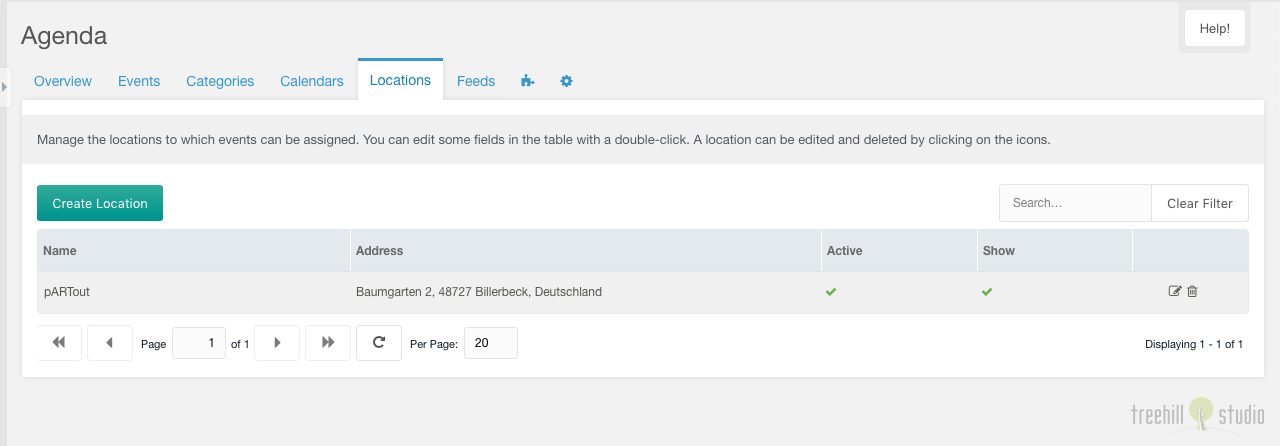 Help!
Agenda
Overview Events Categories Calendars Locations Feeds
Manage the locations to which events can be assigned. You can edit some fields in the table with a double-click. A location can be edited and deleted by clicking on the icons.
Create Location Search... Clear Filter
Name Address Active Show
pARTout Baumgarten 2, 48727 Billerbeck, Deutschland
Page 1 of 1 Per Page: 20 Displaying 1 - 1 of 1
treehill studio